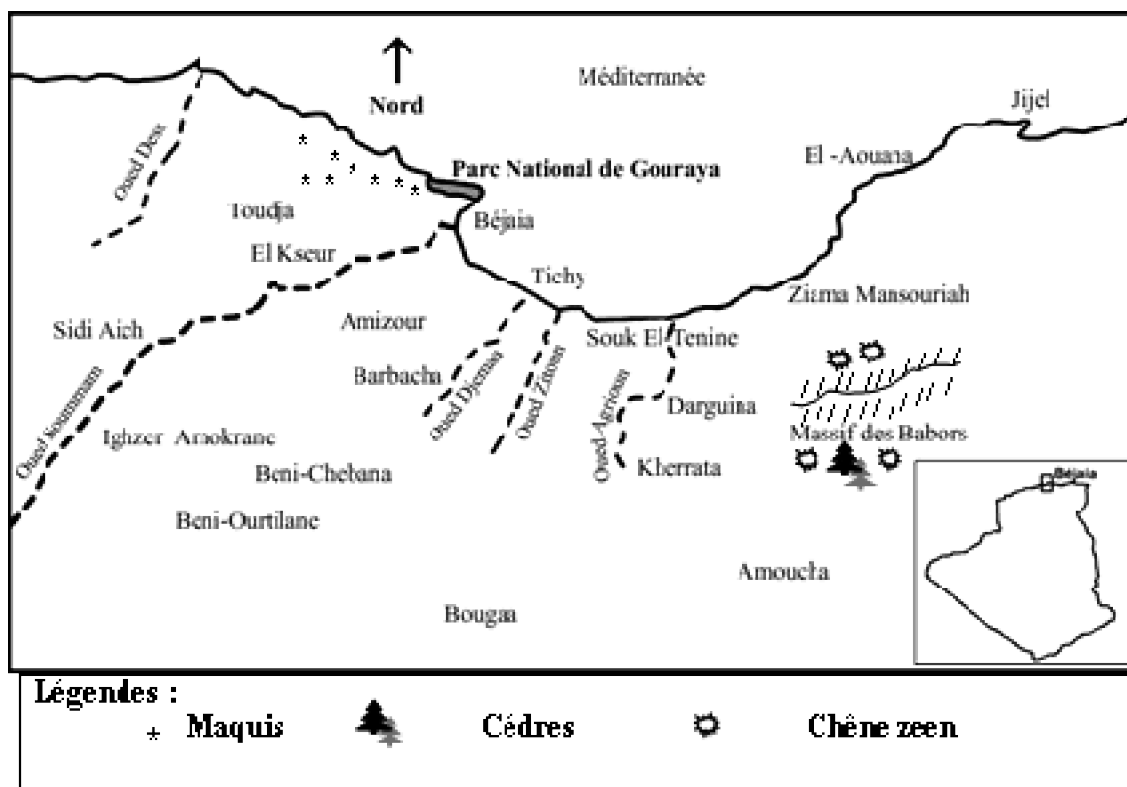 Méditerranée
Jijel
Nord
El -Aouana
Oued Dess
Parc National de Gouraya
Toudja
Béjaia
El Kseur
Tichy
Ziama Mansouriah
Sidi Aich
Amizour
Souk El-Tenine
Barbacha
Oued Djemaa
Oued Zitoun
Oued Agrioun
Darguina
Oued Soummam
Ighzer Amokrane
Massif des Babors
Beni-Chebana
Kherrata
Béjaia
Beni-Ourtilane
Amoucha
Bougaa
Légendes :
Maquis Cèdres Chêne zeen